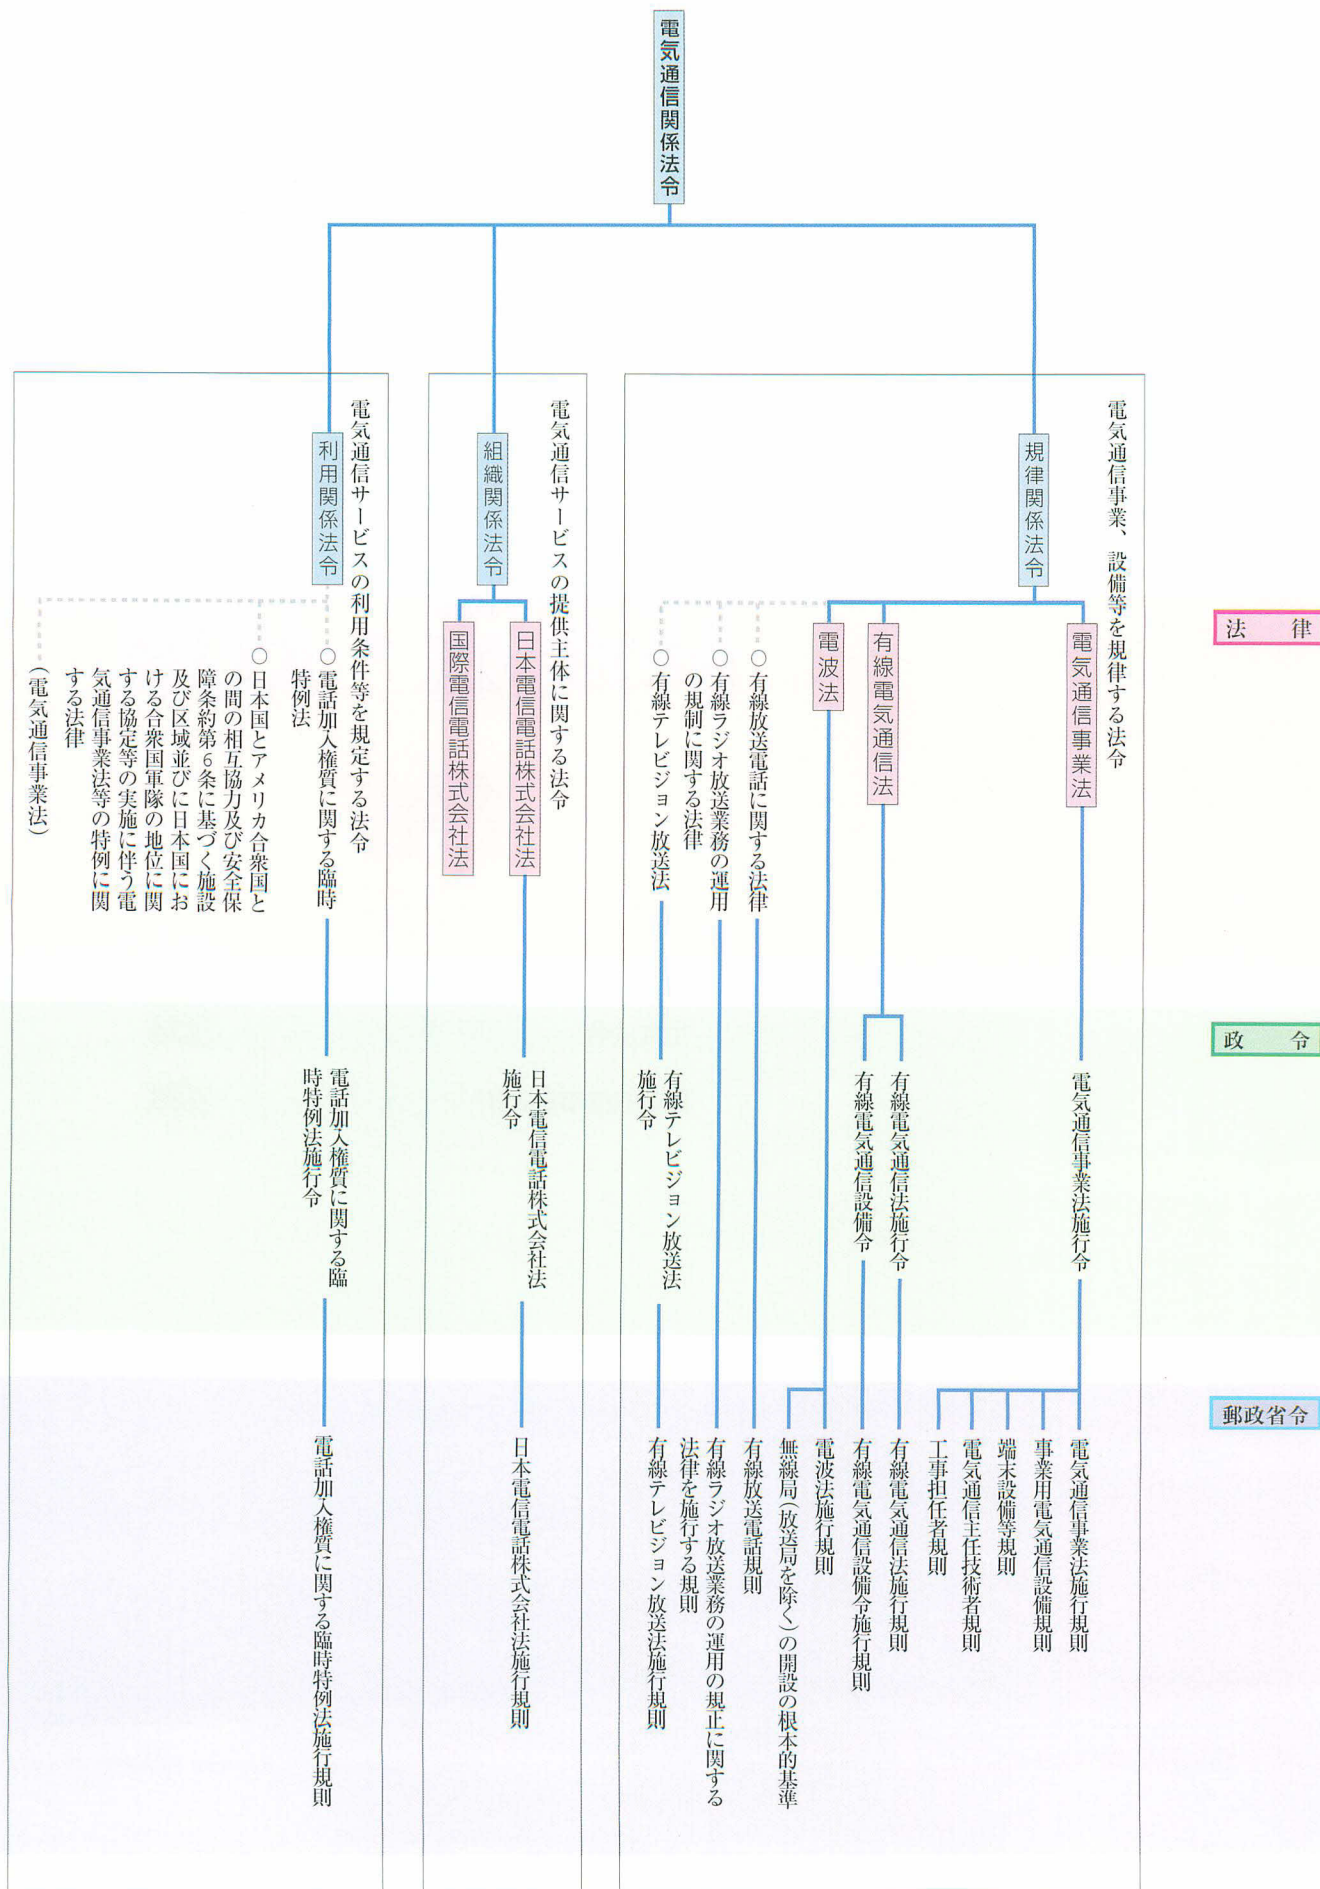 電気通信関係法令
法　律
政　令
郵政省令
電気通信事業、設備等を規律する法令
規律関係法令
電気通信事業法
電気通信事業法施行令
電気通信事業法施行規則
事業用電気通信設備規則
端末設備等規則
電気通信主任技術者規則
工事担任者規則
有線電気通信法
有線電気通信法施行令
有線電気通信法施行規則
有線電気通信設備令
有線電気通信設備令施行規則
電波法
電波法施行規則
無線局(放送局を除く)の開設の根本的基準
○有線放送電話に関する法律
有線放送電話規則
○有線ラジオ放送業務の運用
の規制に関する法律
有線ラジオ放送業務の運用の規正に関する
法律を施行する規則
○有線テレビジョン放送法
有線テレビジョン放送法
施行令
有線テレビジョン放送法施行規則
電気通信サービスの提供主体に関する法令
組織関係法令
日本電信電話株式会社法
日本電信電話株式会社法
施行令
日本電信電話株式会社法施行規則
国際電信電話株式会社法
電気通信サービスの利用条件等を規定する法令
利用関係法令
○電話加入権質に関する臨時
特例法
電話加入権質に関する臨
時特例法施行令
電話加入権質に関する臨時特例法施行規則
○日本国とアメリカ合衆国と
の間の相互協力及び安全保
障条約第6条に基づく施設
及び区域並びに日本国にお
ける合衆国軍隊の地位に関
する協定等の実施に伴う電
気通信事業法等の特例に関
する法律
(電気通信事業法)